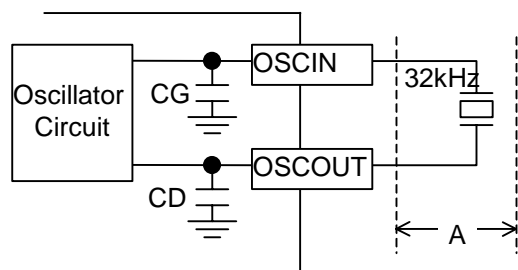 OSCIN
32kHz
Oscillator
Circuit
CG
OSCOUT
CD
A